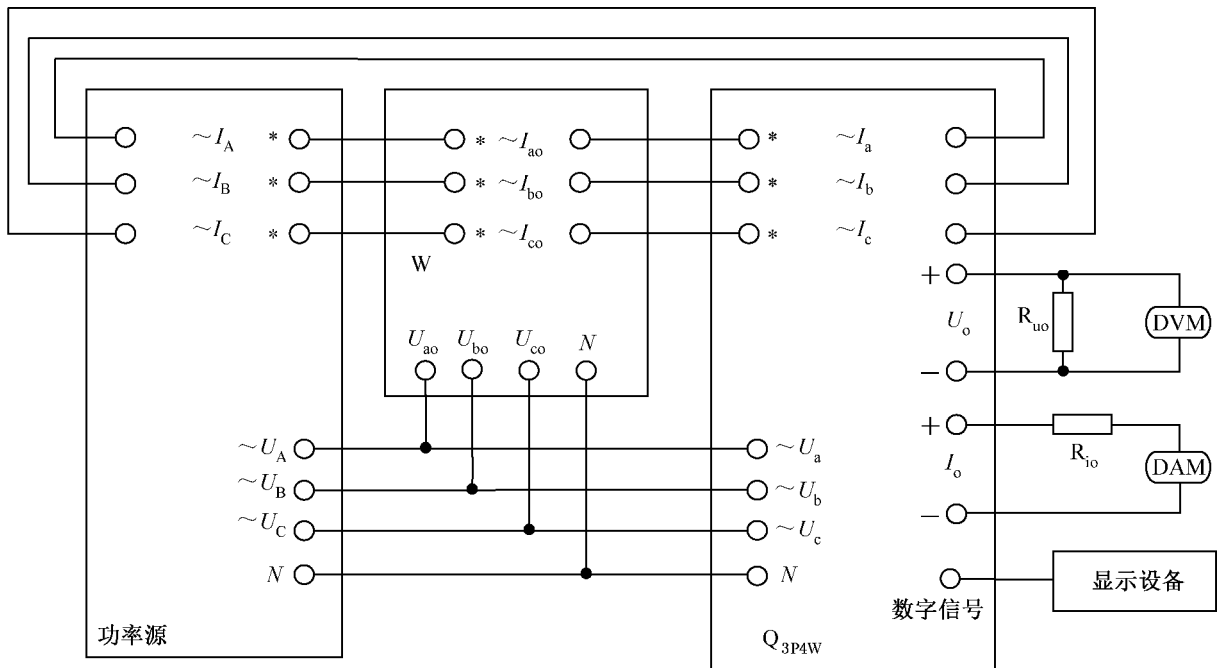 ~I_A * * ~I_ao * ~I_a
~I_B * * ~I_bo * ~I_b
~I_C * * ~I_co * ~I_c
W
+
U_o R_uo DVM
U_ao U_bo U_co N
−
+
~U_A ~U_a I_o R_io DAM
~U_B ~U_b
−
~U_C ~U_c
N N 显示设备
数字信号
功率源 Q_3P4W